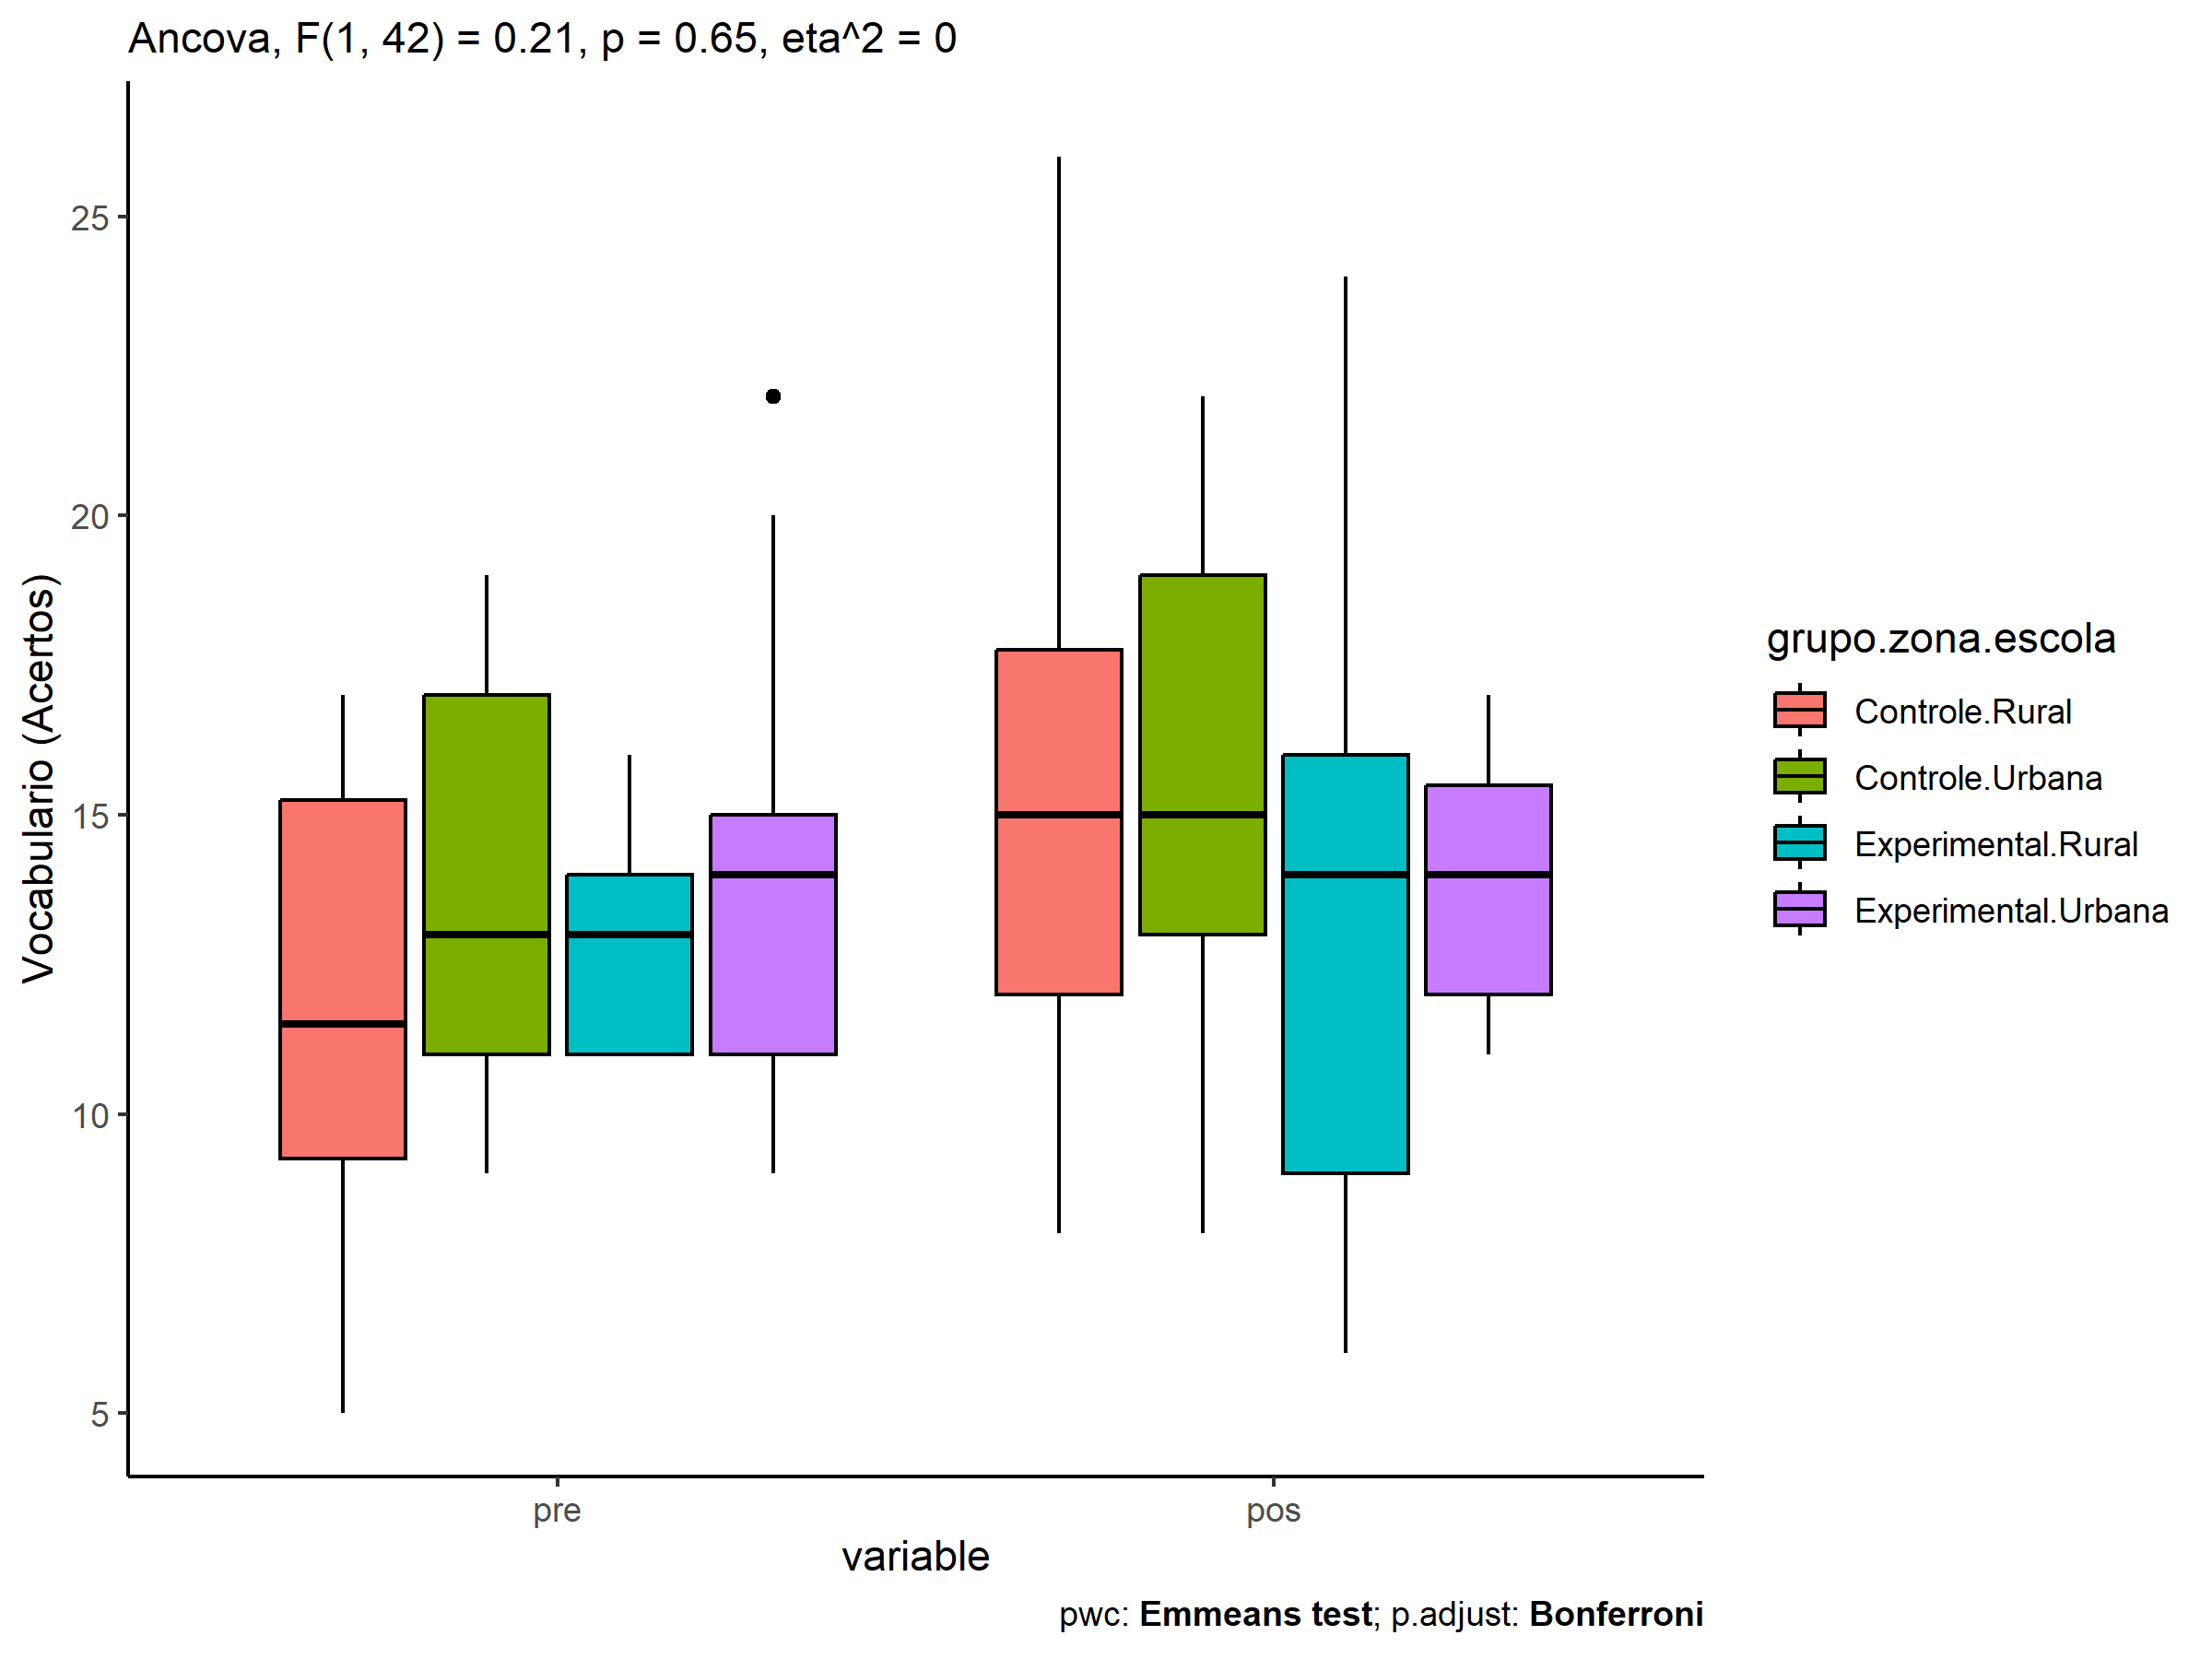 Ancova, F(1, 42) = 0.21, p = 0.65, eta^2 = 0
Vocabulario (Acertos)
25
20
15
10
5
pre
pos
variable
grupo.zona.escola
Controle.Rural
Controle.Urbana
Experimental.Rural
Experimental.Urbana
pwc: Emmeans test; p.adjust: Bonferroni